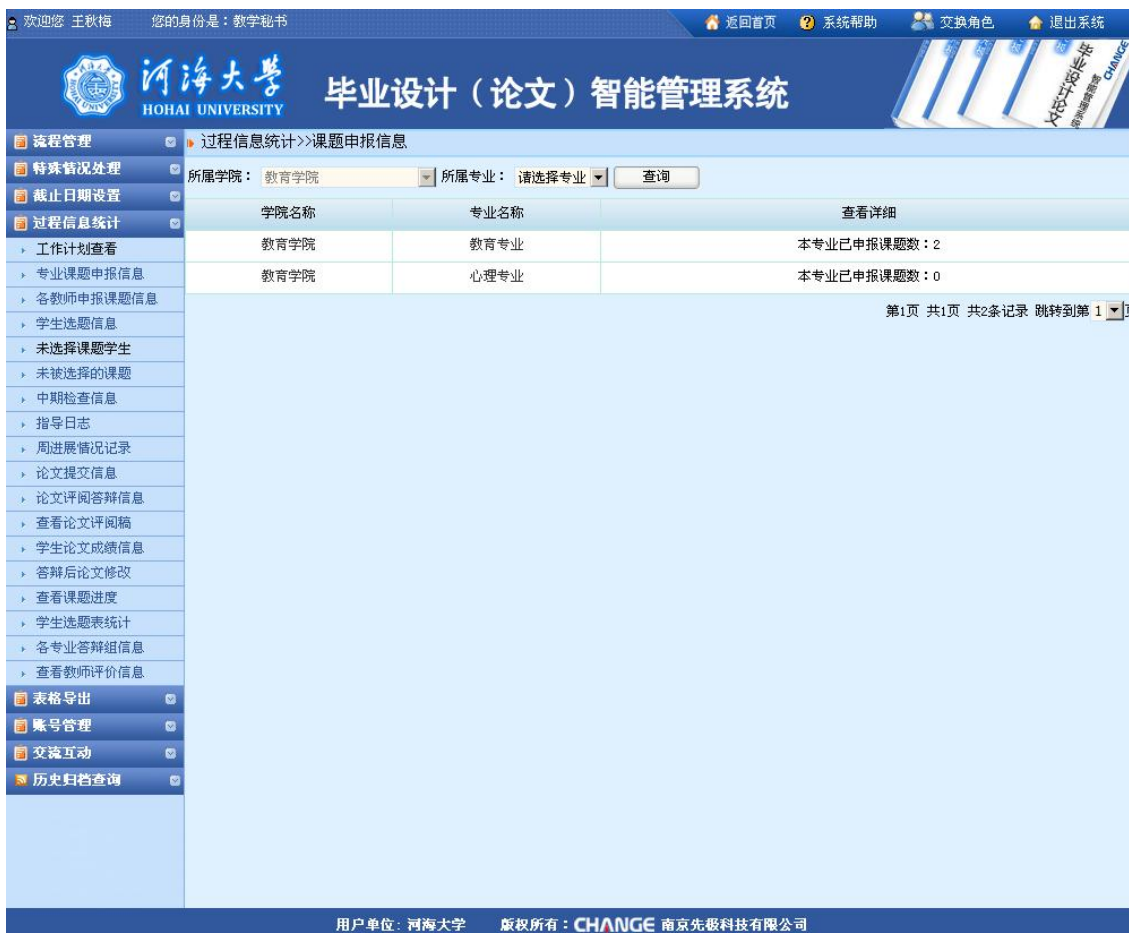 欢迎您 王秋梅 您的身份是：教学秘书 返回首页 系统帮助 交换角色 退出系统
河海大学
HOHAI UNIVERSITY
毕业设计（论文）智能管理系统
毕业设计论文
智能管理系统
CHANGE
流程管理
特殊情况处理
截止日期设置
过程信息统计
工作计划查看
专业课题申报信息
各教师申报课题信息
学生选题信息
未选择课题学生
未被选择的课题
中期检查信息
指导日志
周进展情况记录
论文提交信息
论文评阅答辩信息
查看论文评阅稿
学生论文成绩信息
答辩后论文修改
查看课题进度
学生选题表统计
各专业答辩组信息
查看教师评价信息
表格导出
账号管理
交流互动
历史归档查询
过程信息统计>>课题申报信息
所属学院： 教育学院 所属专业： 请选择专业 查询
学院名称 专业名称 查看详细
教育学院 教育专业 本专业已申报课题数：2
教育学院 心理专业 本专业已申报课题数：0
第1页 共1页 共2条记录 跳转到第 1
用户单位: 河海大学 版权所有：CHANGE 南京先极科技有限公司